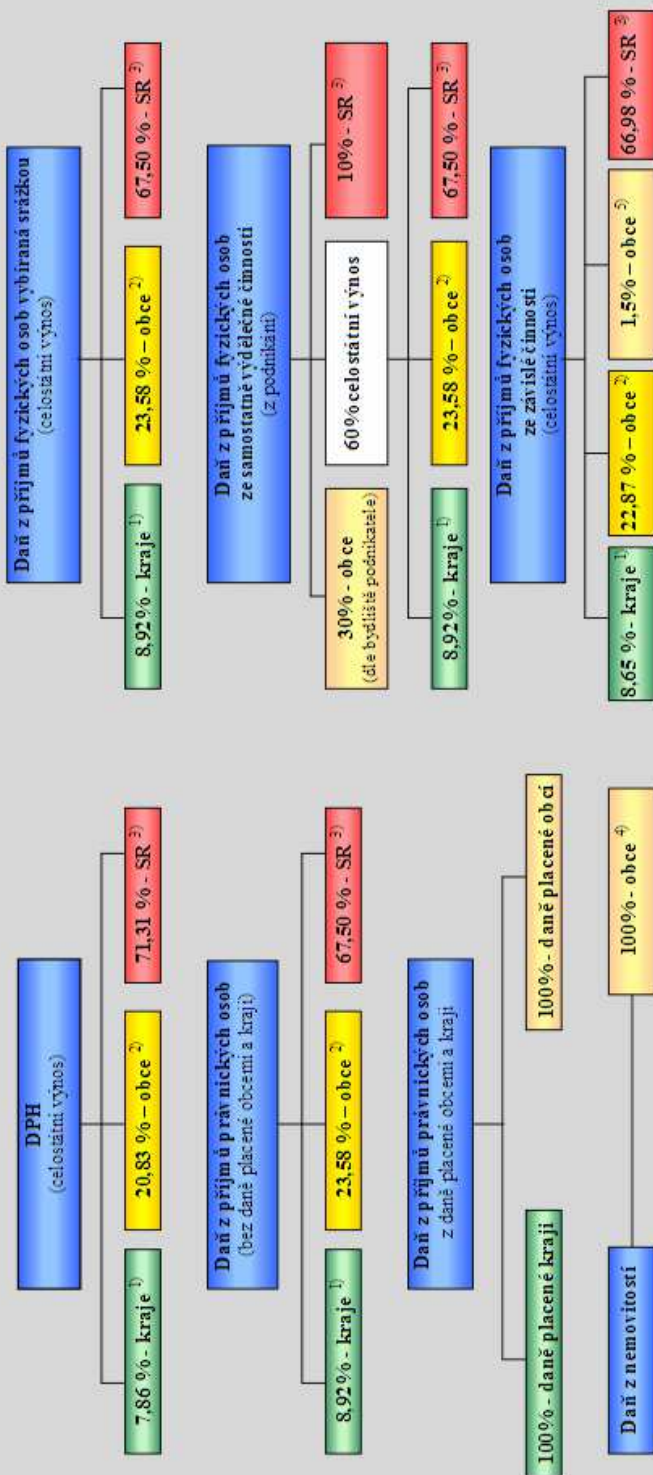 DPH
(celostátní výnos)
7,86 % - kraje 1)
20,83 % – obce 2)
71,31 % - SR 3)
Daň z příjmů právnických osob
(bez daně placené obcemi a kraji)
8,92% - kraje 1)
23,58 % – obce 2)
67,50 % - SR 3)
Daň z příjmů právnických osob
z daně placené obcemi a kraji
100% - daně placené kraji
100% - daně placené obcí
Daň z nemovitostí
100% - obce 4)
Daň z příjmů fyzických osob vybíraná srážkou
(celostátní výnos)
8,92% - kraje 1)
23,58 % – obce 2)
67,50 % - SR 3)
Daň z příjmů fyzických osob
ze samostatné výdělečné činnosti
(z podnikání)
30% - obce
(dle bydliště podnikatele)
60% celostátní výnos
10% - SR 3)
8,92% - kraje 1)
23,58 % – obce 2)
67,50 % - SR 3)
Daň z příjmů fyzických osob
ze závislé činnosti
(celostátní výnos)
8,65 % - kraje 1)
22,87 % – obce 2)
1,5% – obce 5)
66,98 % - SR 3)